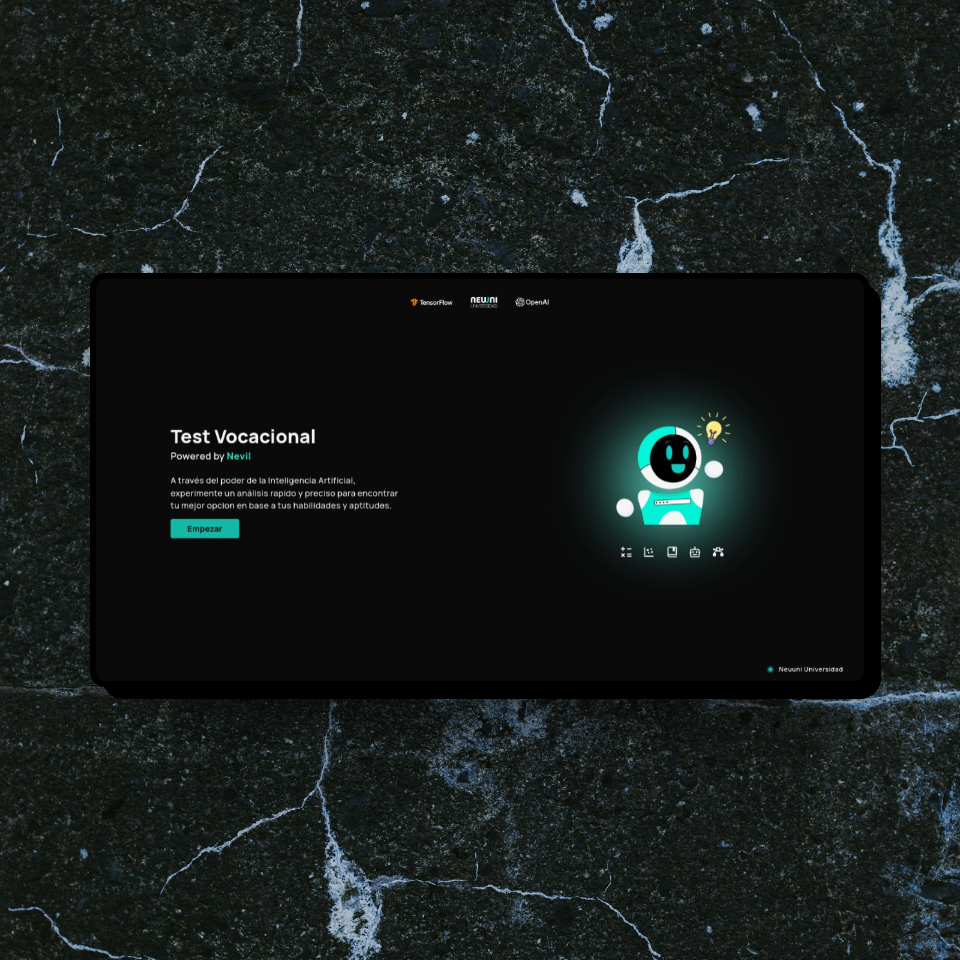 TensorFlow NEUUNI UNIVERSIDAD OpenAI
Test Vocacional
Powered by Nevil
A través del poder de la Inteligencia Artificial,
experimente un análisis rapido y preciso para encontrar
tu mejor opcion en base a tus habilidades y aptitudes.
Empezar
Neuuni Universidad